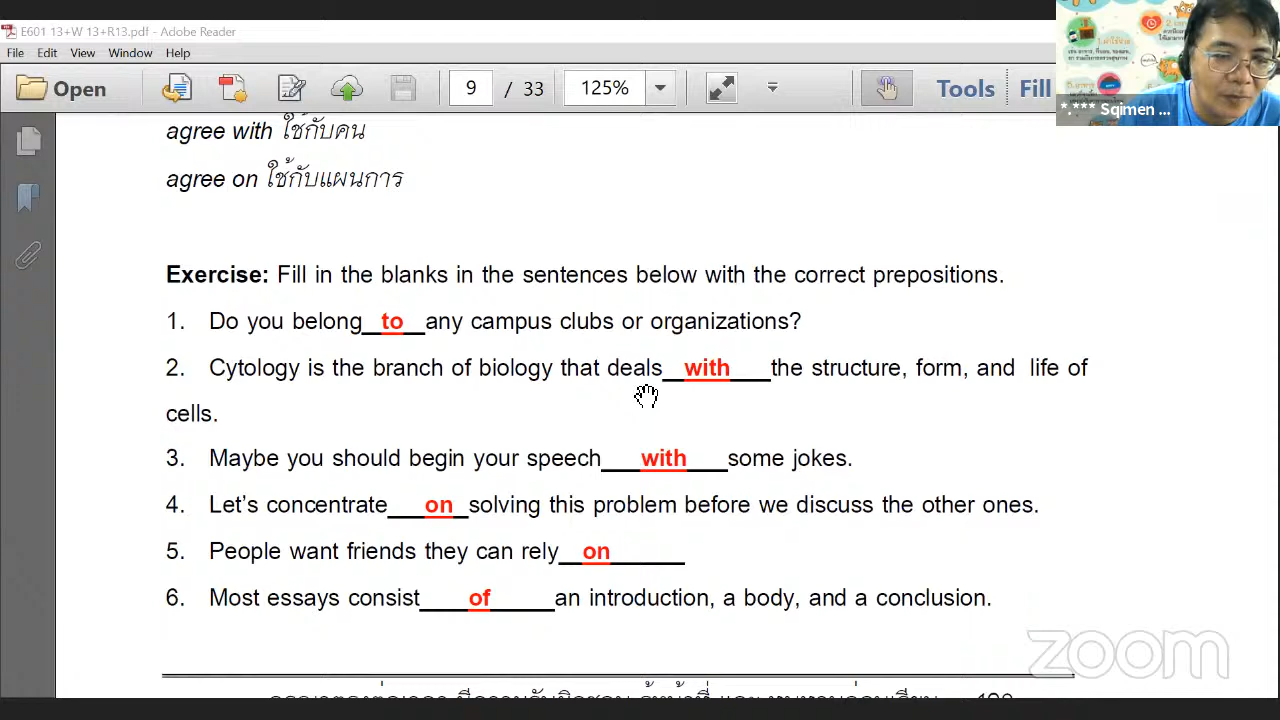 E601 13+W 13+R13.pdf - Adobe Reader
File Edit View Window Help
Open 9 / 33 125% Tools Fill
*.*** Sqimen ...
agree with ใช้กับคน
agree on ใช้กับแผนการ
Exercise: Fill in the blanks in the sentences below with the correct prepositions.
1. Do you belong to any campus clubs or organizations?
2. Cytology is the branch of biology that deals with the structure, form, and life of
cells.
3. Maybe you should begin your speech with some jokes.
4. Let's concentrate on solving this problem before we discuss the other ones.
5. People want friends they can rely on
6. Most essays consist of an introduction, a body, and a conclusion.
zoom